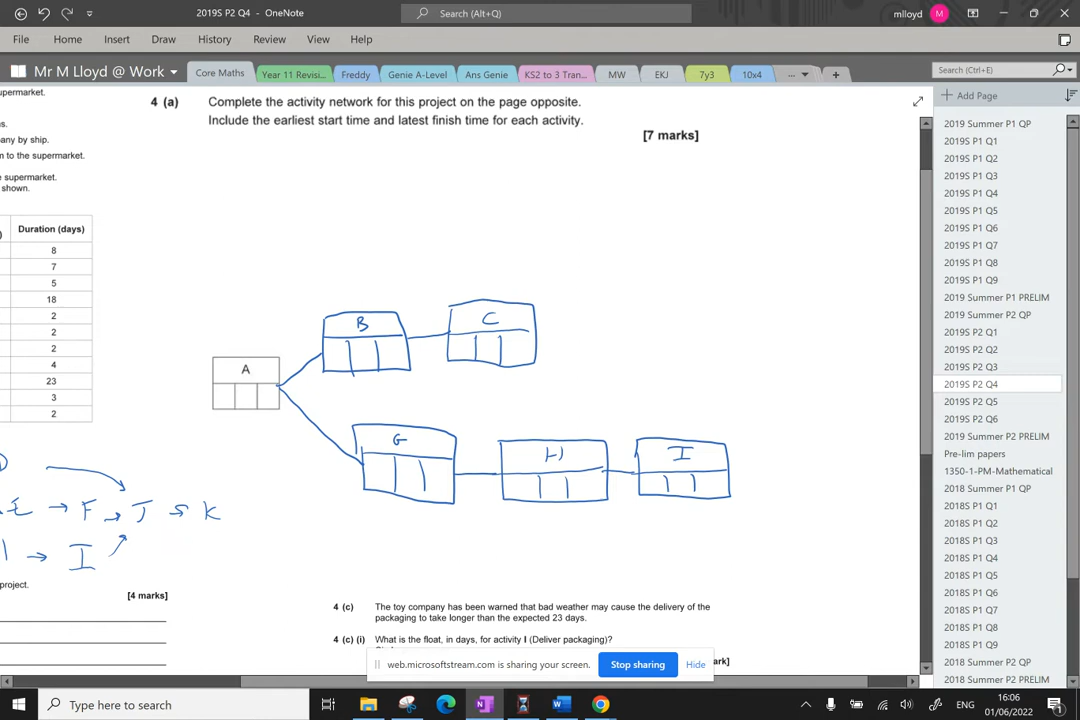 2019S P2 Q4 - OneNote
Search (Alt+Q)
mlloyd
M
File Home Insert Draw History Review View Help
Mr M Lloyd @ Work
Core Maths
Year 11 Revisi...
Freddy
Genie A-Level
Ans Genie
KS2 to 3 Tran...
MW
EKJ
7y3
10x4
...
Search (Ctrl+E)
upermarket.
s.
any by ship.
m to the supermarket.
e supermarket.
shown.
)
Duration (days)
8
7
5
18
2
2
2
4
23
3
2
4 (a) Complete the activity network for this project on the page opposite.
Include the earliest start time and latest finish time for each activity.
[7 marks]
B
C
A
G
H
I
E → F → J → K
→ I
project.
[4 marks]
4 (c) The toy company has been warned that bad weather may cause the delivery of the
packaging to take longer than the expected 23 days.
4 (c) (i) What is the float, in days, for activity I (Deliver packaging)?
ark]
web.microsoftstream.com is sharing your screen.
Stop sharing
Hide
Add Page
2019 Summer P1 QP
2019S P1 Q1
2019S P1 Q2
2019S P1 Q3
2019S P1 Q4
2019S P1 Q5
2019S P1 Q6
2019S P1 Q7
2019S P1 Q8
2019S P1 Q9
2019 Summer P1 PRELIM
2019 Summer P2 QP
2019S P2 Q1
2019S P2 Q2
2019S P2 Q3
2019S P2 Q4
2019S P2 Q5
2019S P2 Q6
2019 Summer P2 PRELIM
Pre-lim papers
1350-1-PM-Mathematical
2018 Summer P1 QP
2018S P1 Q1
2018S P1 Q2
2018S P1 Q3
2018S P1 Q4
2018S P1 Q5
2018S P1 Q6
2018S P1 Q7
2018S P1 Q8
2018S P1 Q9
2018 Summer P2 QP
2018 Summer P2 PRELIM
Type here to search
ENG
16:06
01/06/2022